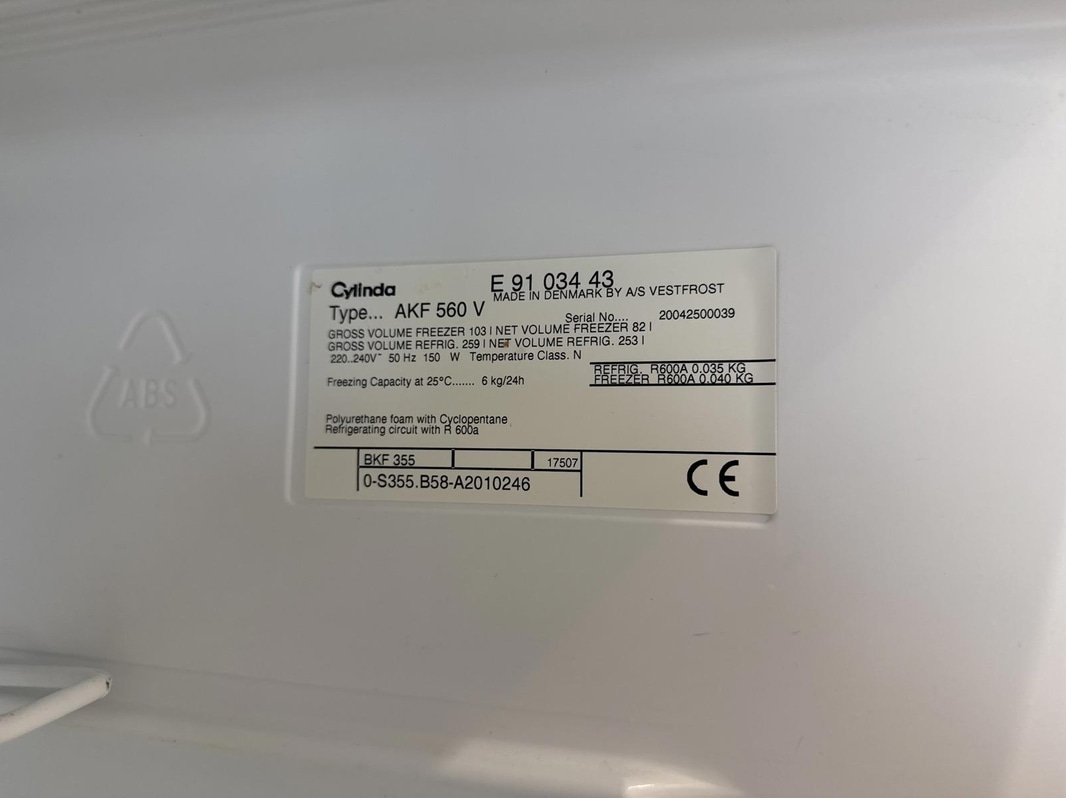 Cylinda
E 91 034 43
MADE IN DENMARK BY A/S VESTFROST
Type... AKF 560 V
Serial No.... 20042500039
GROSS VOLUME FREEZER 103 l NET VOLUME FREEZER 82 l
GROSS VOLUME REFRIG. 259 l NET VOLUME REFRIG. 253 l
220..240V~ 50 Hz 150 W Temperature Class. N
REFRIG. R600A 0.035 KG
FREEZER R600A 0.040 KG
Freezing Capacity at 25°C....... 6 kg/24h
Polyurethane foam with Cyclopentane
Refrigerating circuit with R 600a
BKF 355 17507
0-S355.B58-A2010246
CE
ABS